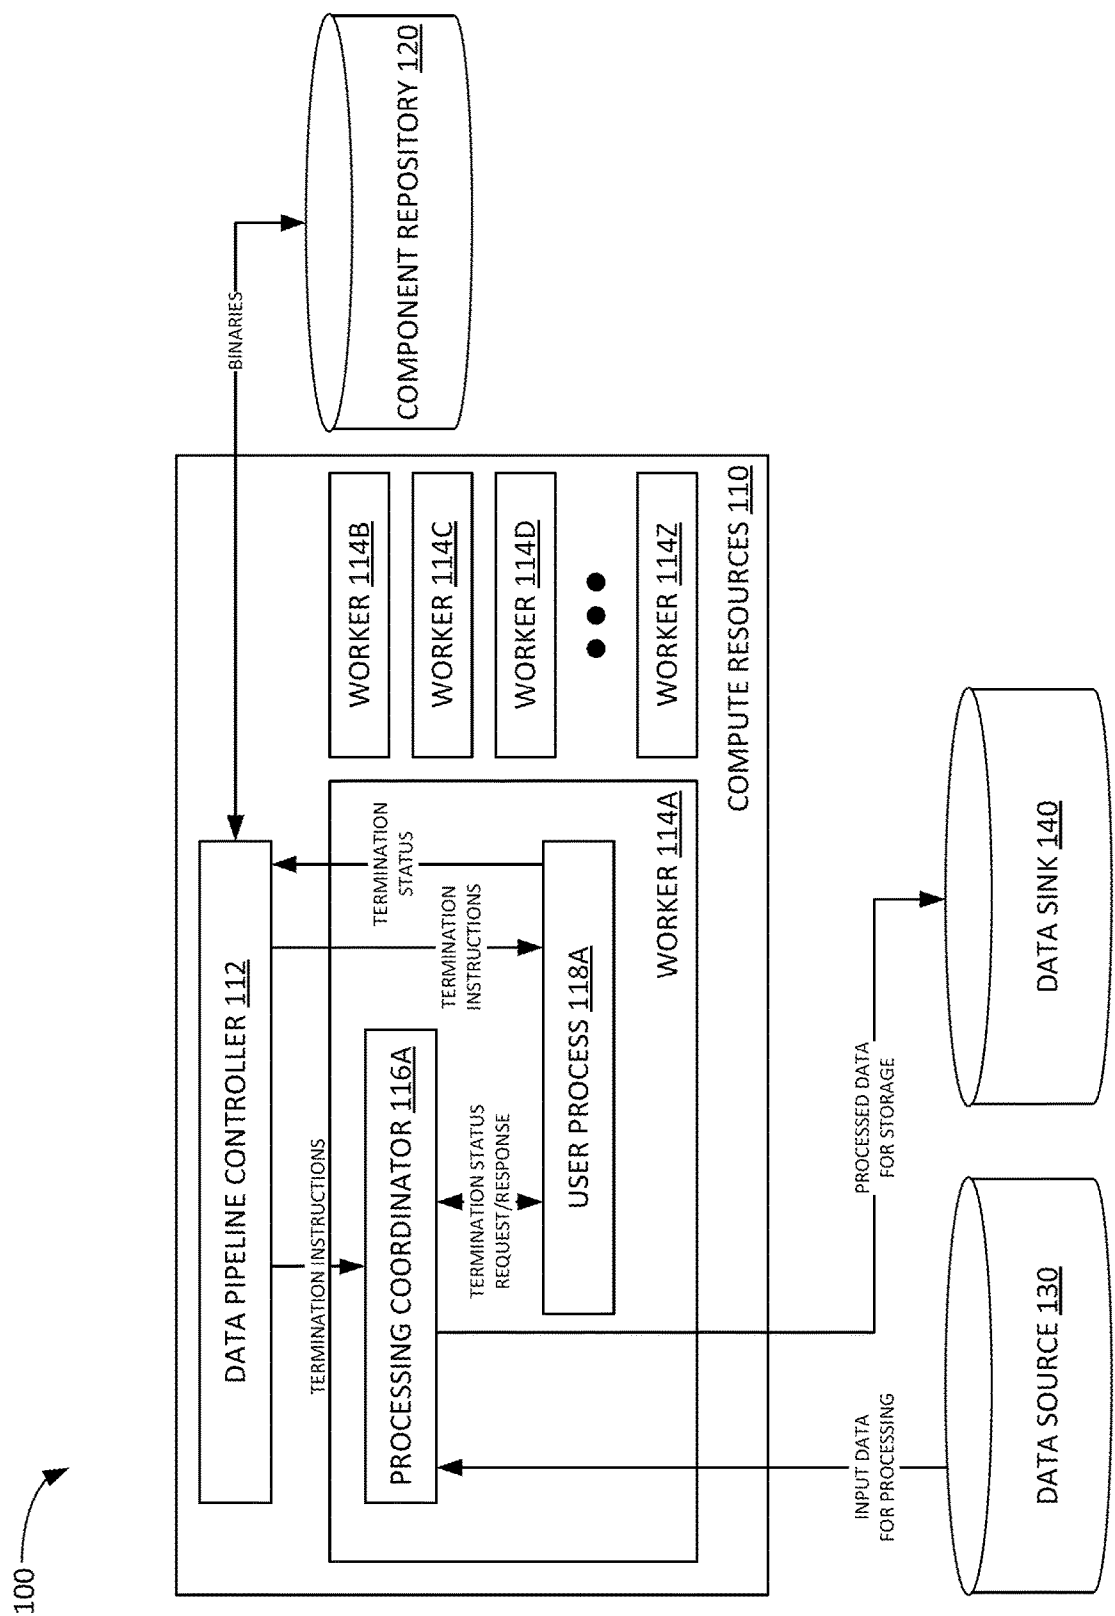 100
DATA PIPELINE CONTROLLER 112
BINARIES
COMPONENT REPOSITORY 120
TERMINATION INSTRUCTIONS
TERMINATION
INSTRUCTIONS
TERMINATION
STATUS
PROCESSING COORDINATOR 116A
TERMINATION STATUS
REQUEST/RESPONSE
USER PROCESS 118A
WORKER 114A
WORKER 114B
WORKER 114C
WORKER 114D
WORKER 114Z
COMPUTE RESOURCES 110
INPUT DATA
FOR PROCESSING
PROCESSED DATA
FOR STORAGE
DATA SOURCE 130
DATA SINK 140